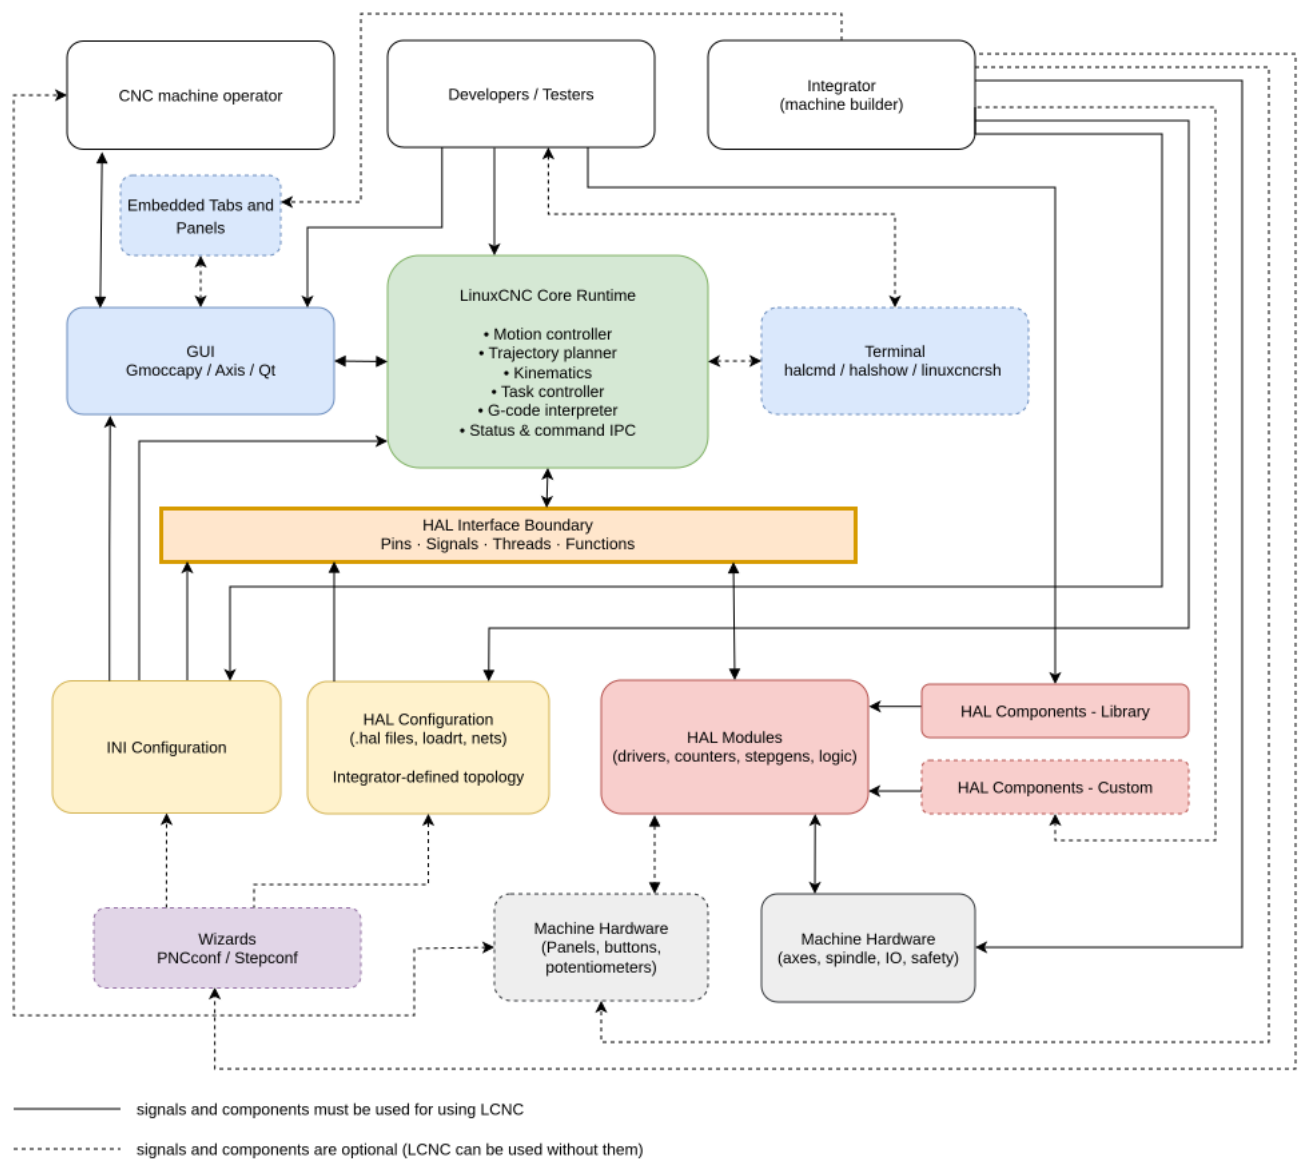 CNC machine operator
Developers / Testers
Integrator
(machine builder)
Embedded Tabs and
Panels
LinuxCNC Core Runtime
• Motion controller
• Trajectory planner
• Kinematics
• Task controller
• G-code interpreter
• Status & command IPC
GUI
Gmoccapy / Axis / Qt
Terminal
halcmd / halshow / linuxcncrsh
HAL Interface Boundary
Pins · Signals · Threads · Functions
INI Configuration
HAL Configuration
(.hal files, loadrt, nets)
Integrator-defined topology
HAL Modules
(drivers, counters, stepgens, logic)
HAL Components - Library
HAL Components - Custom
Wizards
PNCconf / Stepconf
Machine Hardware
(Panels, buttons,
potentiometers)
Machine Hardware
(axes, spindle, IO, safety)
signals and components must be used for using LCNC
signals and components are optional (LCNC can be used without them)